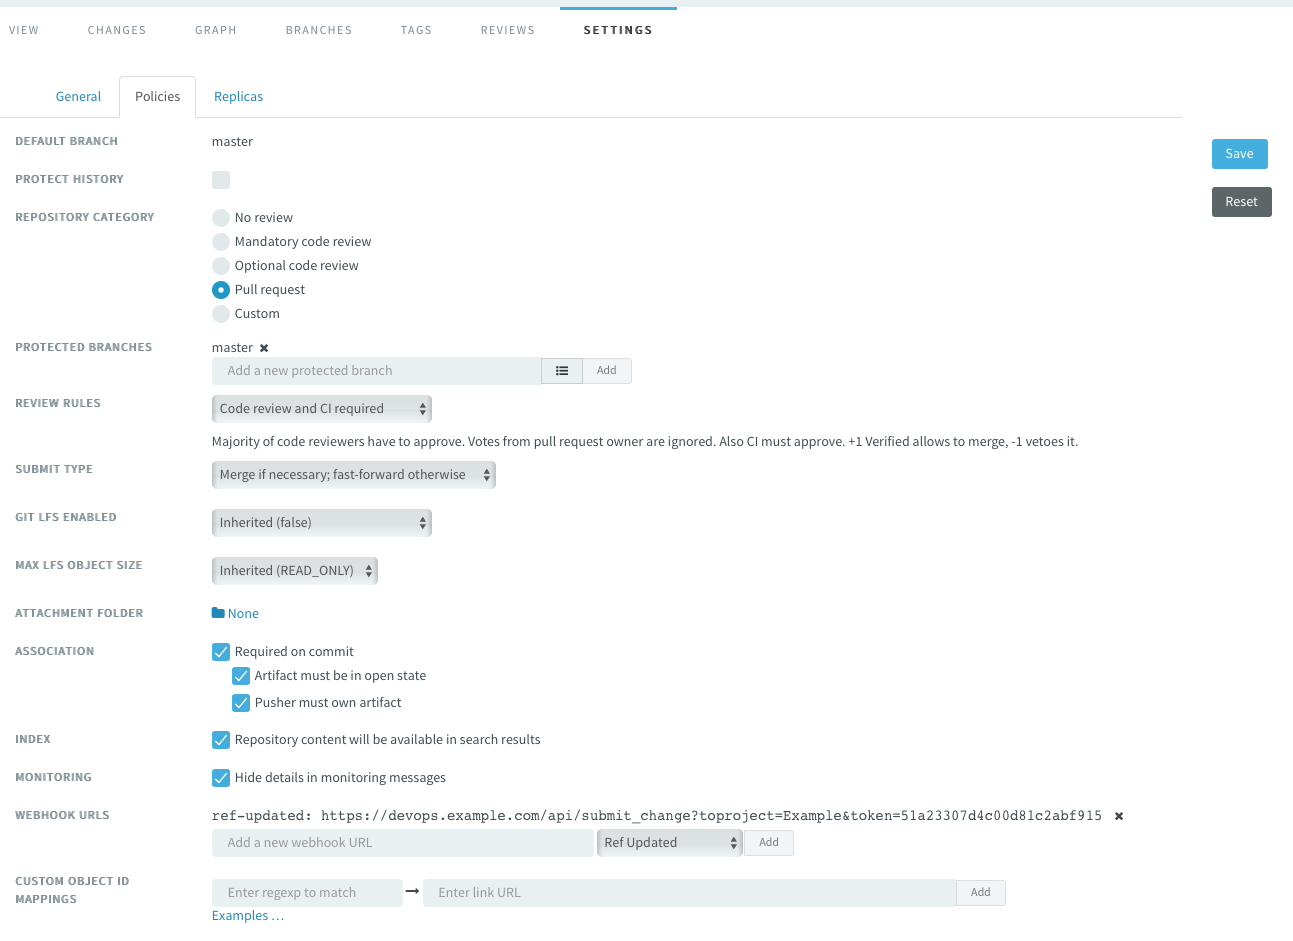 VIEW CHANGES GRAPH BRANCHES TAGS REVIEWS SETTINGS
General Policies Replicas
DEFAULT BRANCH master
Save
PROTECT HISTORY
Reset
REPOSITORY CATEGORY No review
Mandatory code review
Optional code review
Pull request
Custom
PROTECTED BRANCHES master ✖
Add a new protected branch Add
REVIEW RULES Code review and CI required
Majority of code reviewers have to approve. Votes from pull request owner are ignored. Also CI must approve. +1 Verified allows to merge, -1 vetoes it.
SUBMIT TYPE Merge if necessary; fast-forward otherwise
GIT LFS ENABLED Inherited (false)
MAX LFS OBJECT SIZE Inherited (READ_ONLY)
ATTACHMENT FOLDER None
ASSOCIATION Required on commit
Artifact must be in open state
Pusher must own artifact
INDEX Repository content will be available in search results
MONITORING Hide details in monitoring messages
WEBHOOK URLS ref-updated: https://devops.example.com/api/submit_change?toproject=Example&token=51a23307d4c00d81c2abf915 ✖
Add a new webhook URL Ref Updated Add
CUSTOM OBJECT ID
MAPPINGS Enter regexp to match → Enter link URL Add
Examples …